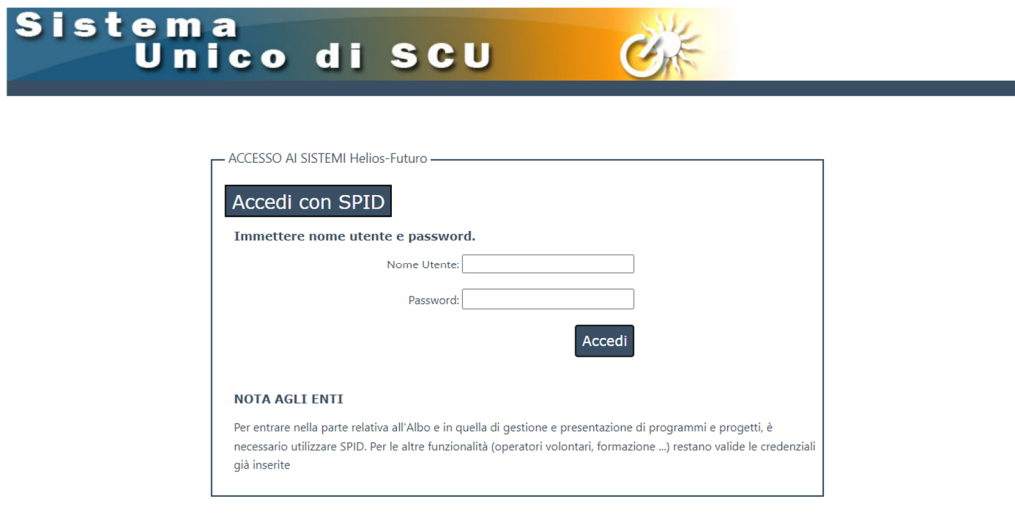 Sistema
Unico di SCU
ACCESSO AI SISTEMI Helios-Futuro
Accedi con SPID
Immettere nome utente e password.
Nome Utente:
Password:
Accedi
NOTA AGLI ENTI
Per entrare nella parte relativa all'Albo e in quella di gestione e presentazione di programmi e progetti, è
necessario utilizzare SPID. Per le altre funzionalità (operatori volontari, formazione ...) restano valide le credenziali
già inserite